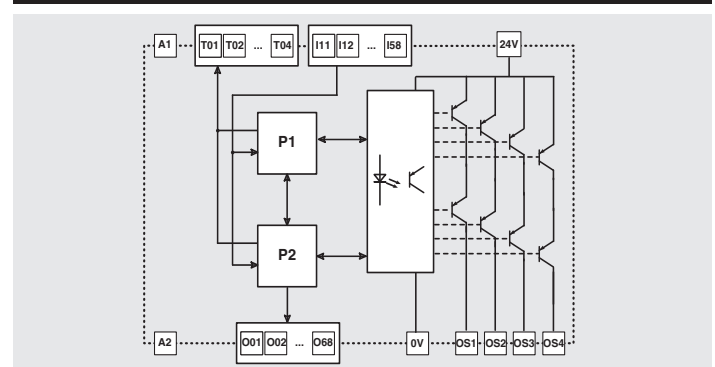 A1 T01 T02 ... T04 I11 I12 ... I58 24V
P1
P2
A2 O01 O02 ... O68 0V OS1 OS2 OS3 OS4